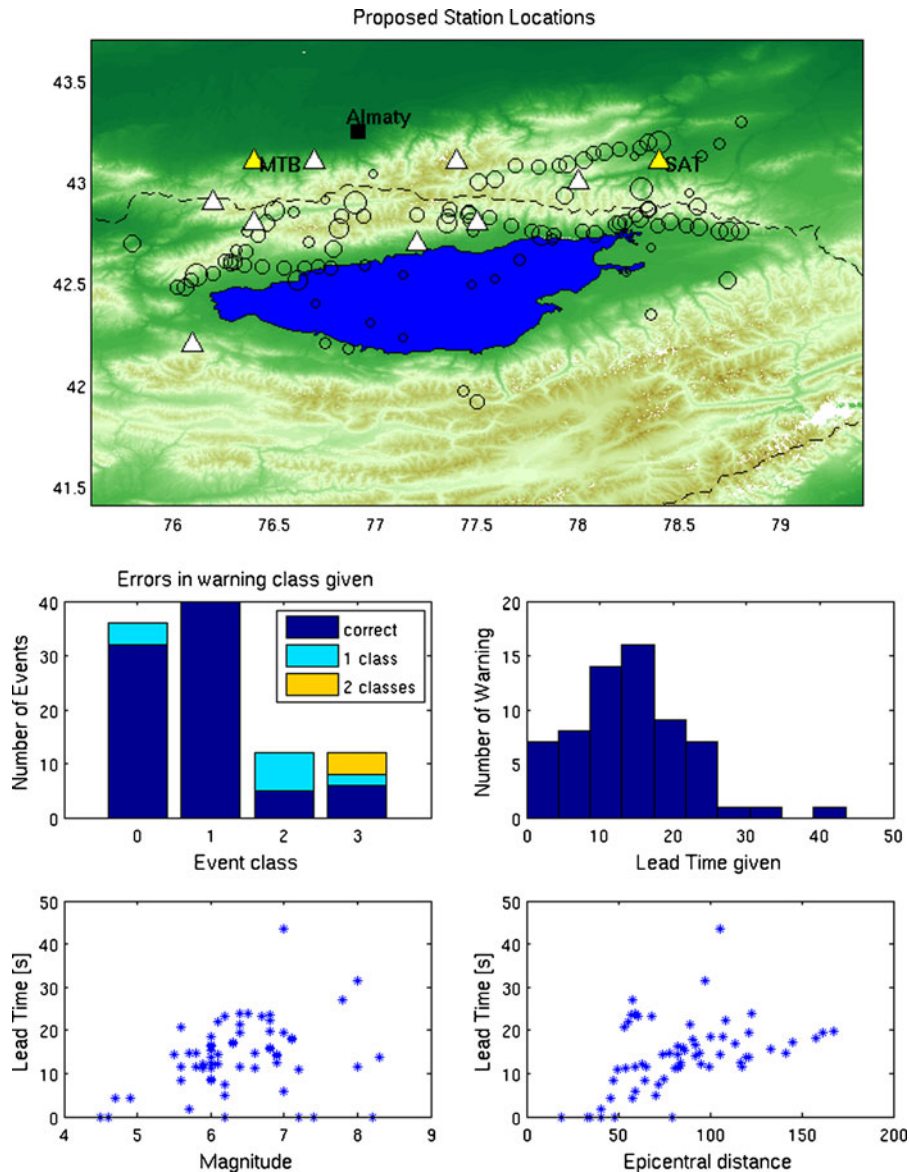 Proposed Station Locations
43.5
43
42.5
42
41.5
Almaty
MTB
SAT
76 76.5 77 77.5 78 78.5 79
Errors in warning class given
Number of Events
40
30
20
10
0
correct
1 class
2 classes
0 1 2 3
Event class
Number of Warning
20
15
10
5
0
0 10 20 30 40 50
Lead Time given
Lead Time [s]
50
40
30
20
10
0
4 5 6 7 8 9
Magnitude
Lead Time [s]
50
40
30
20
10
0
0 50 100 150 200
Epicentral distance